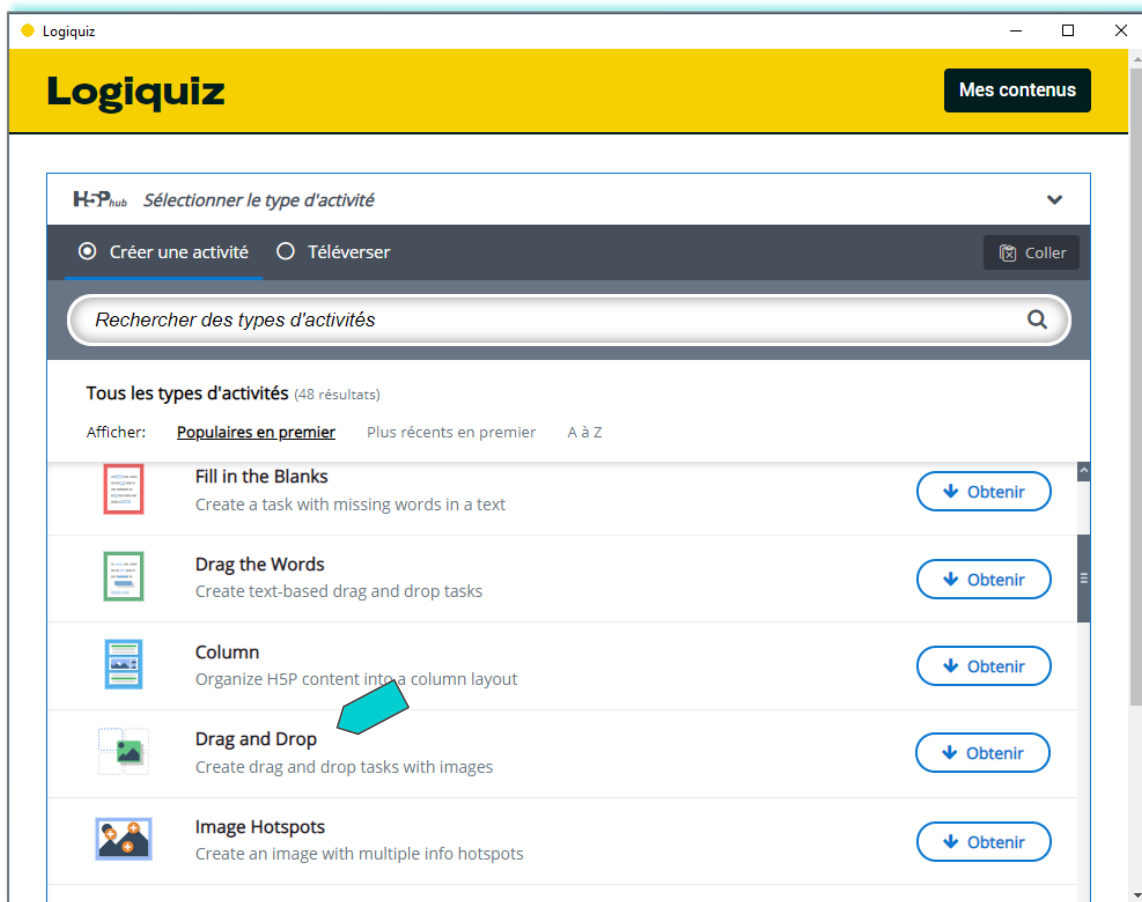 Logiquiz
Logiquiz
Mes contenus
H5P hub Sélectionner le type d'activité
Créer une activité Téléverser Coller
Rechercher des types d'activités
Tous les types d'activités (48 résultats)
Afficher: Populaires en premier Plus récents en premier A à Z
Fill in the Blanks
Create a task with missing words in a text
Obtenir
Drag the Words
Create text-based drag and drop tasks
Obtenir
Column
Organize H5P content into a column layout
Obtenir
Drag and Drop
Create drag and drop tasks with images
Obtenir
Image Hotspots
Create an image with multiple info hotspots
Obtenir